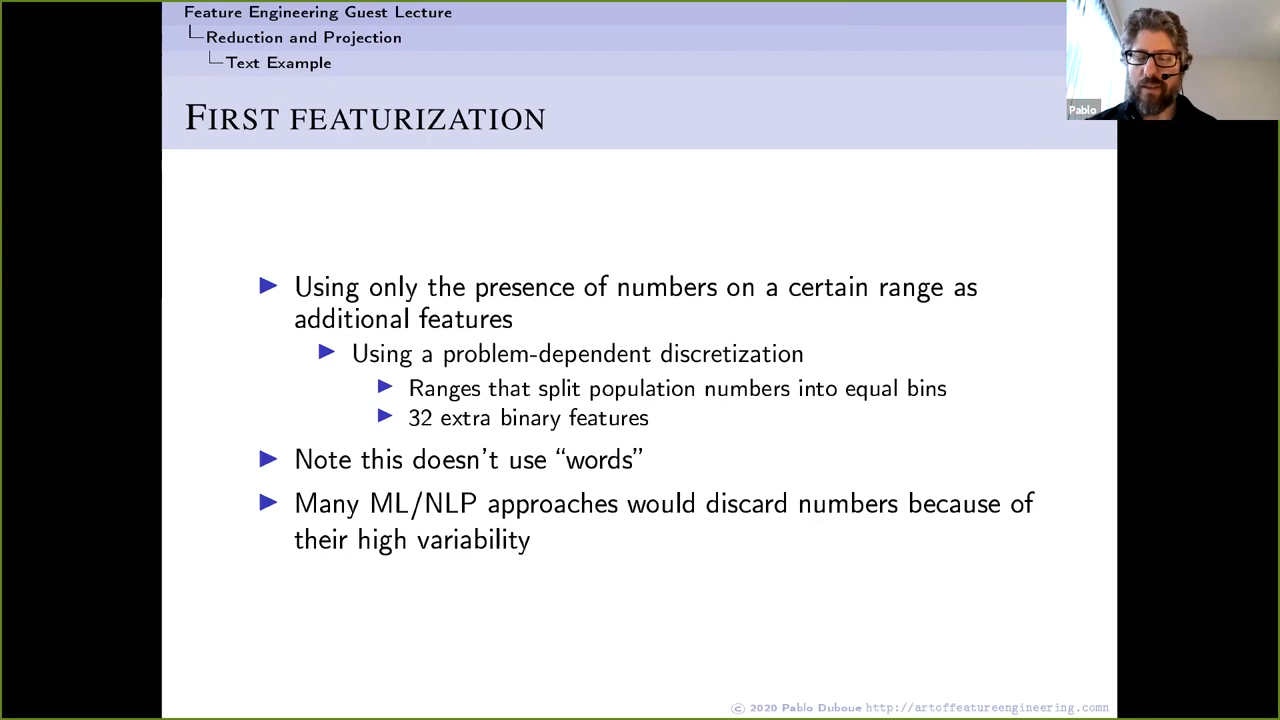 Feature Engineering Guest Lecture
Reduction and Projection
Text Example
FIRST FEATURIZATION
Pablo
Using only the presence of numbers on a certain range as
additional features
Using a problem-dependent discretization
Ranges that split population numbers into equal bins
32 extra binary features
Note this doesn't use “words”
Many ML/NLP approaches would discard numbers because of
their high variability
© 2020 Pablo Duboue http://artoffeatureengineering.comn